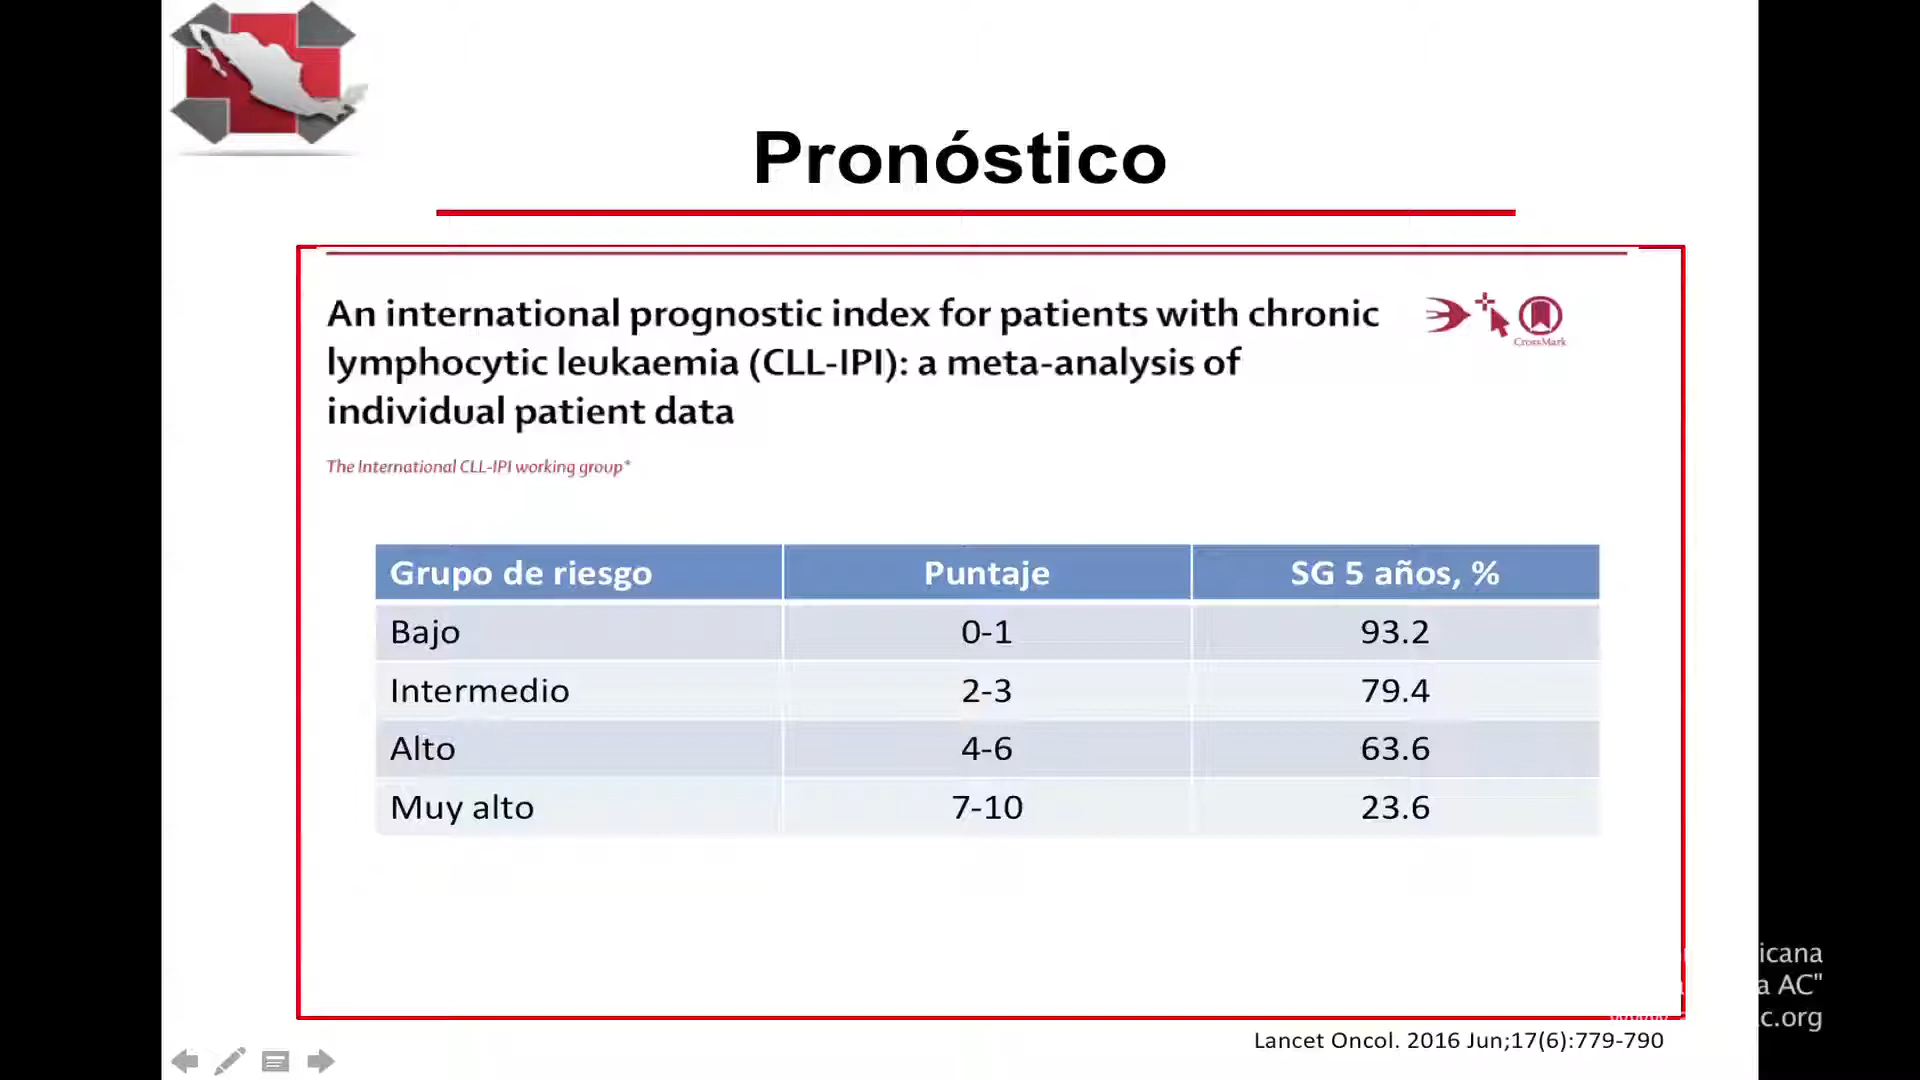 Pronóstico
An international prognostic index for patients with chronic
lymphocytic leukaemia (CLL-IPI): a meta-analysis of
individual patient data
CrossMark
The International CLL-IPI working group*
Grupo de riesgo Puntaje SG 5 años, %
Bajo 0-1 93.2
Intermedio 2-3 79.4
Alto 4-6 63.6
Muy alto 7-10 23.6
icana
a AC"
c.org
Lancet Oncol. 2016 Jun;17(6):779-790